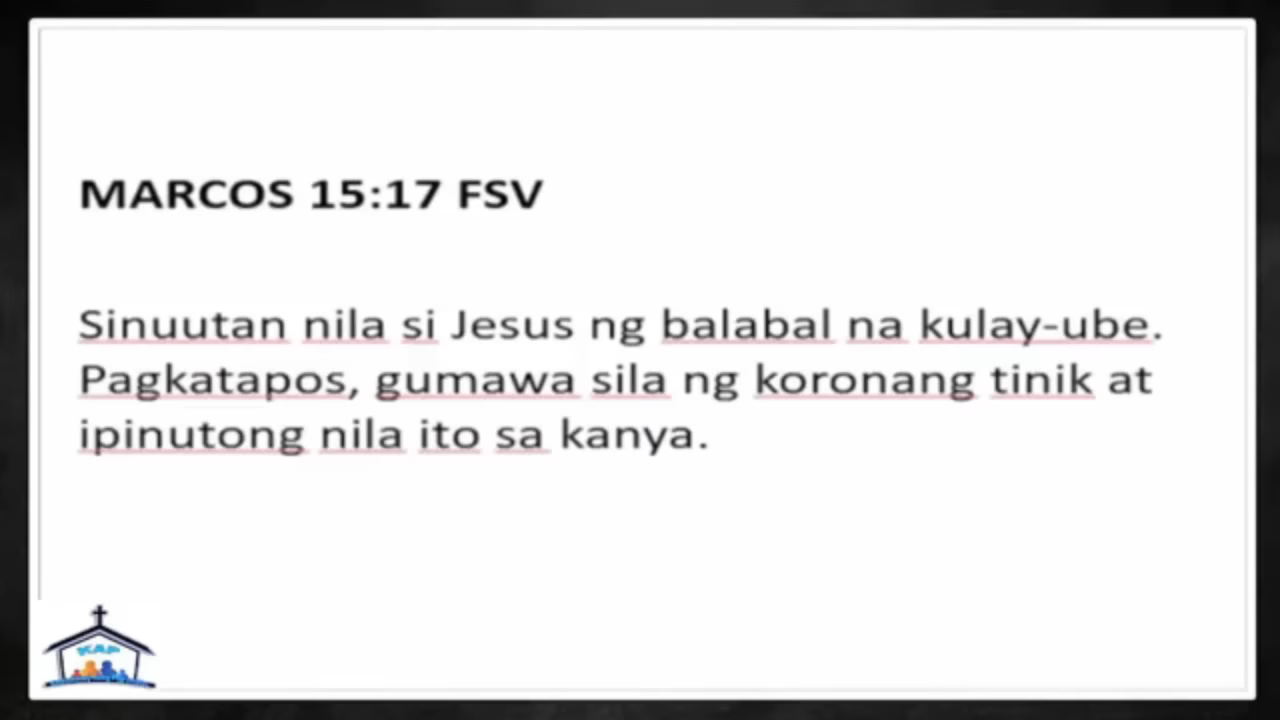 MARCOS 15:17 FSV
Sinuutan nila si Jesus ng balabal na kulay-ube.
Pagkatapos, gumawa sila ng koronang tinik at
ipinutong nila ito sa kanya.
KAP